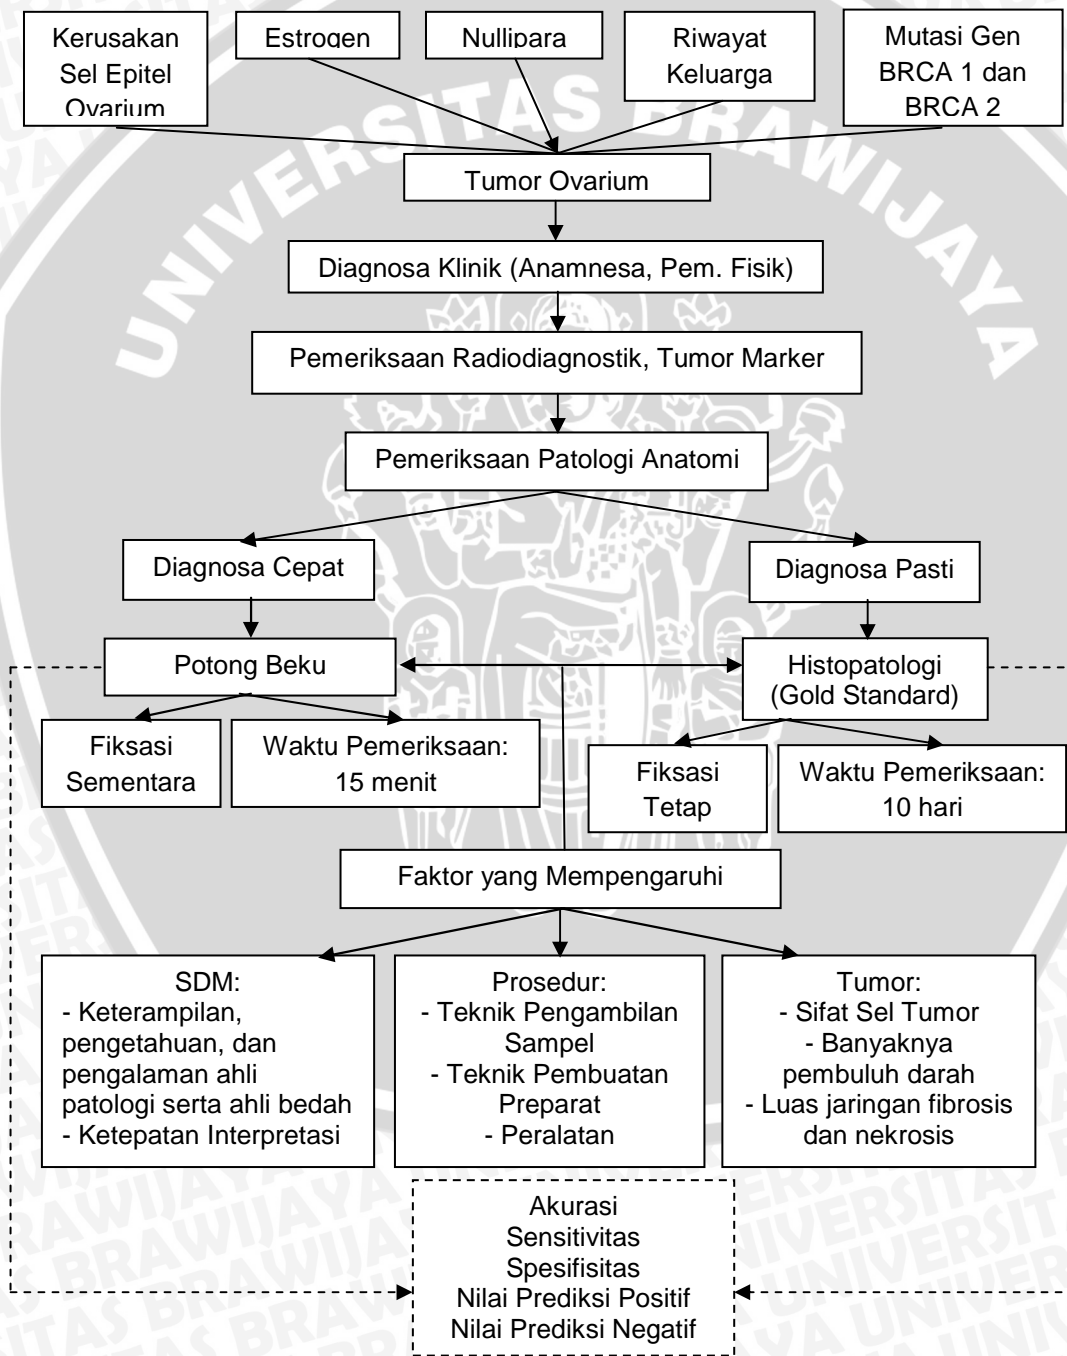 Kerusakan
Sel Epitel
Ovarium
Estrogen
Nullipara
Riwayat
Keluarga
Mutasi Gen
BRCA 1 dan
BRCA 2
UNIVERSITAS BRAWIJAYA
Tumor Ovarium
Diagnosa Klinik (Anamnesa, Pem. Fisik)
Pemeriksaan Radiodiagnostik, Tumor Marker
Pemeriksaan Patologi Anatomi
Diagnosa Cepat
Diagnosa Pasti
Potong Beku
Histopatologi
(Gold Standard)
Fiksasi
Sementara
Waktu Pemeriksaan:
15 menit
Fiksasi
Tetap
Waktu Pemeriksaan:
10 hari
Faktor yang Mempengaruhi
SDM:
- Keterampilan,
pengetahuan, dan
pengalaman ahli
patologi serta ahli bedah
- Ketepatan Interpretasi
Prosedur:
- Teknik Pengambilan
Sampel
- Teknik Pembuatan
Preparat
- Peralatan
Tumor:
- Sifat Sel Tumor
- Banyaknya
pembuluh darah
- Luas jaringan fibrosis
dan nekrosis
Akurasi
Sensitivitas
Spesifisitas
Nilai Prediksi Positif
Nilai Prediksi Negatif